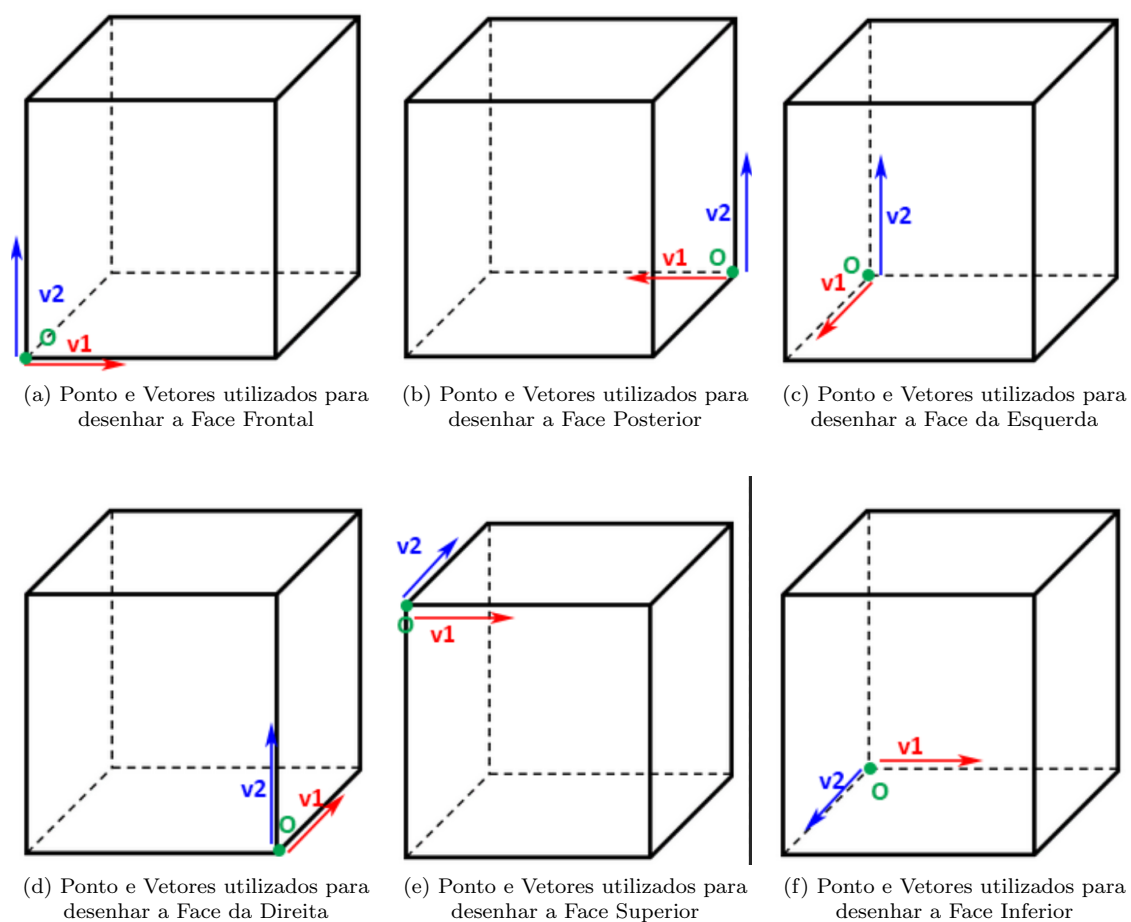 v2
O
v1
v2
v1
O
O
v1
v2
(a) Ponto e Vetores utilizados para
desenhar a Face Frontal
(b) Ponto e Vetores utilizados para
desenhar a Face Posterior
(c) Ponto e Vetores utilizados para
desenhar a Face da Esquerda
v2
v1
O
v2
O
v1
v1
v2
O
(d) Ponto e Vetores utilizados para
desenhar a Face da Direita
(e) Ponto e Vetores utilizados para
desenhar a Face Superior
(f) Ponto e Vetores utilizados para
desenhar a Face Inferior